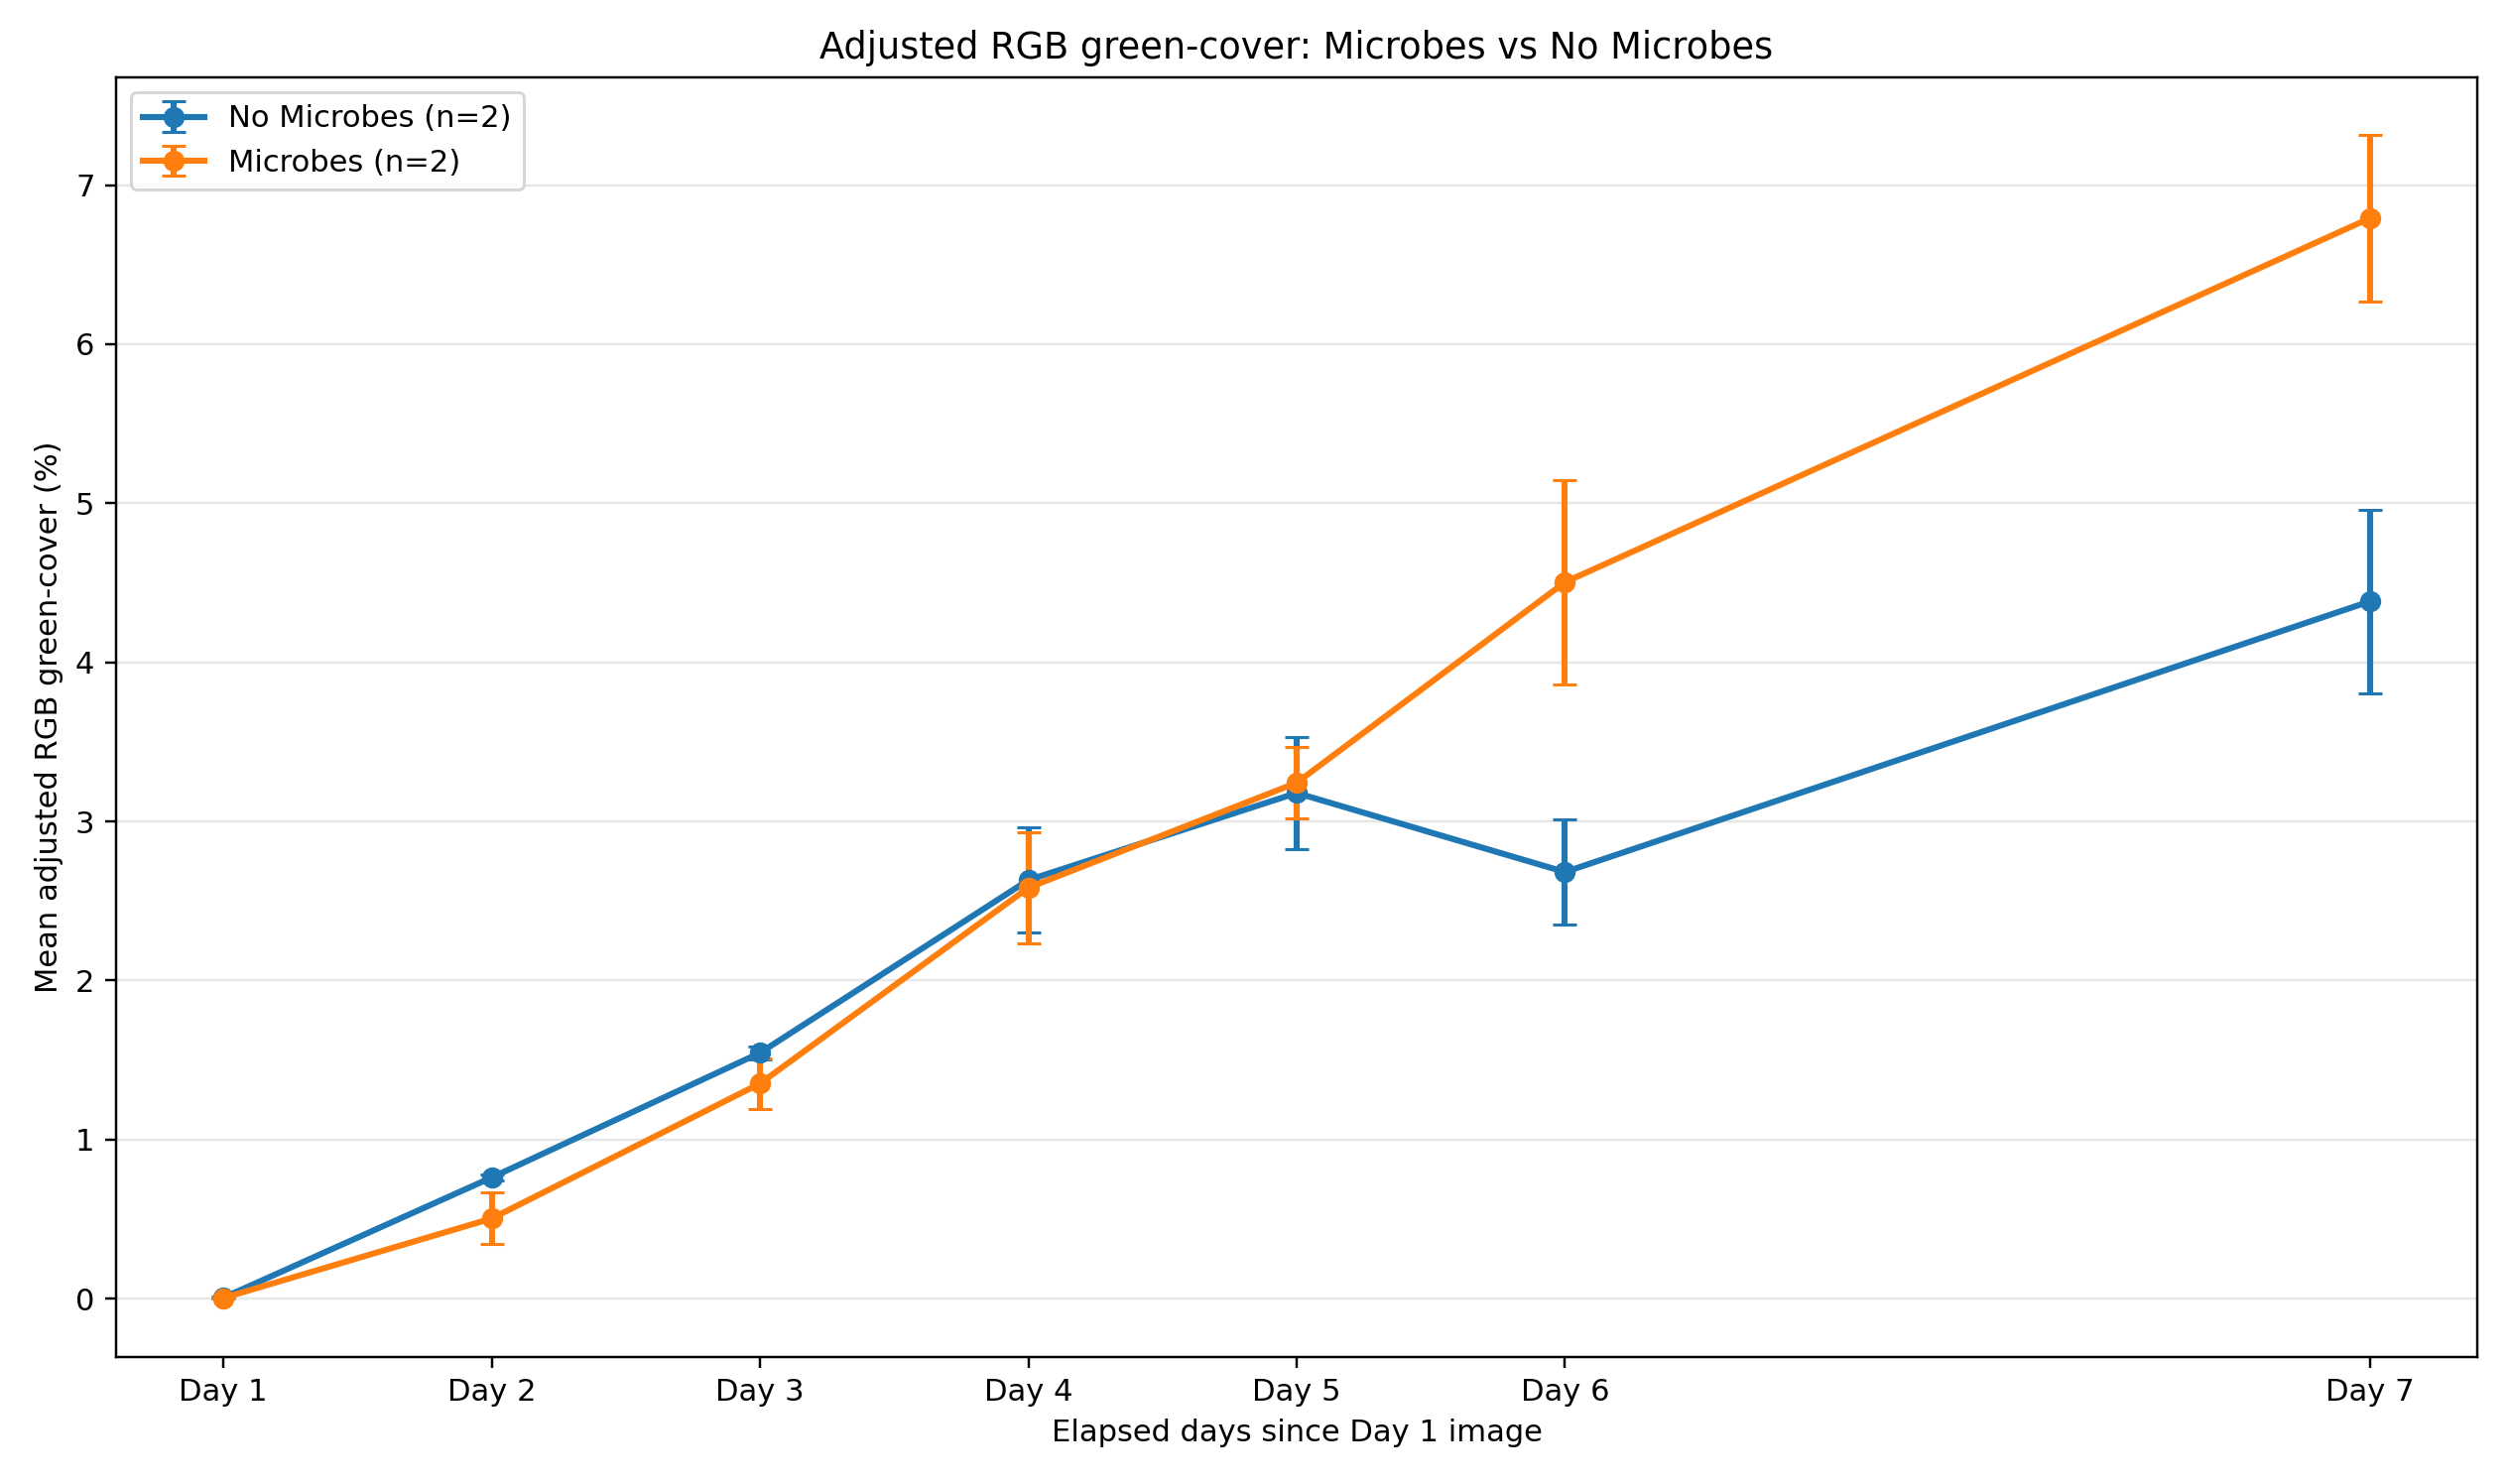 Adjusted RGB green-cover: Microbes vs No Microbes
No Microbes (n=2)
Microbes (n=2)
Mean adjusted RGB green-cover (%)
7
6
5
4
3
2
1
0
Day 1 Day 2 Day 3 Day 4 Day 5 Day 6 Day 7
Elapsed days since Day 1 image